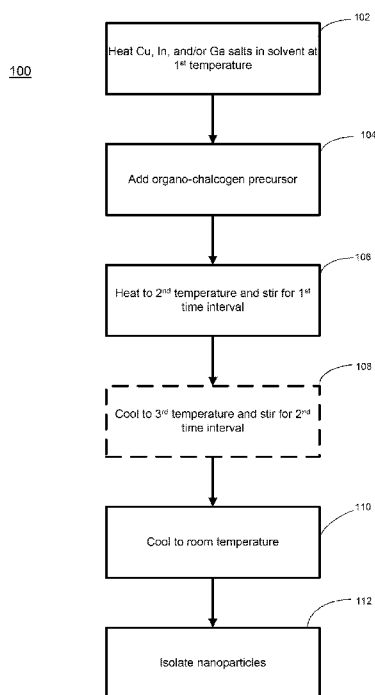 102
Heat Cu, In, and/or Ga salts in solvent at
1st temperature
100
104
Add organo-chalcogen precursor
106
Heat to 2nd temperature and stir for 1st
time interval
108
Cool to 3rd temperature and stir for 2nd
time interval
110
Cool to room temperature
112
Isolate nanoparticles